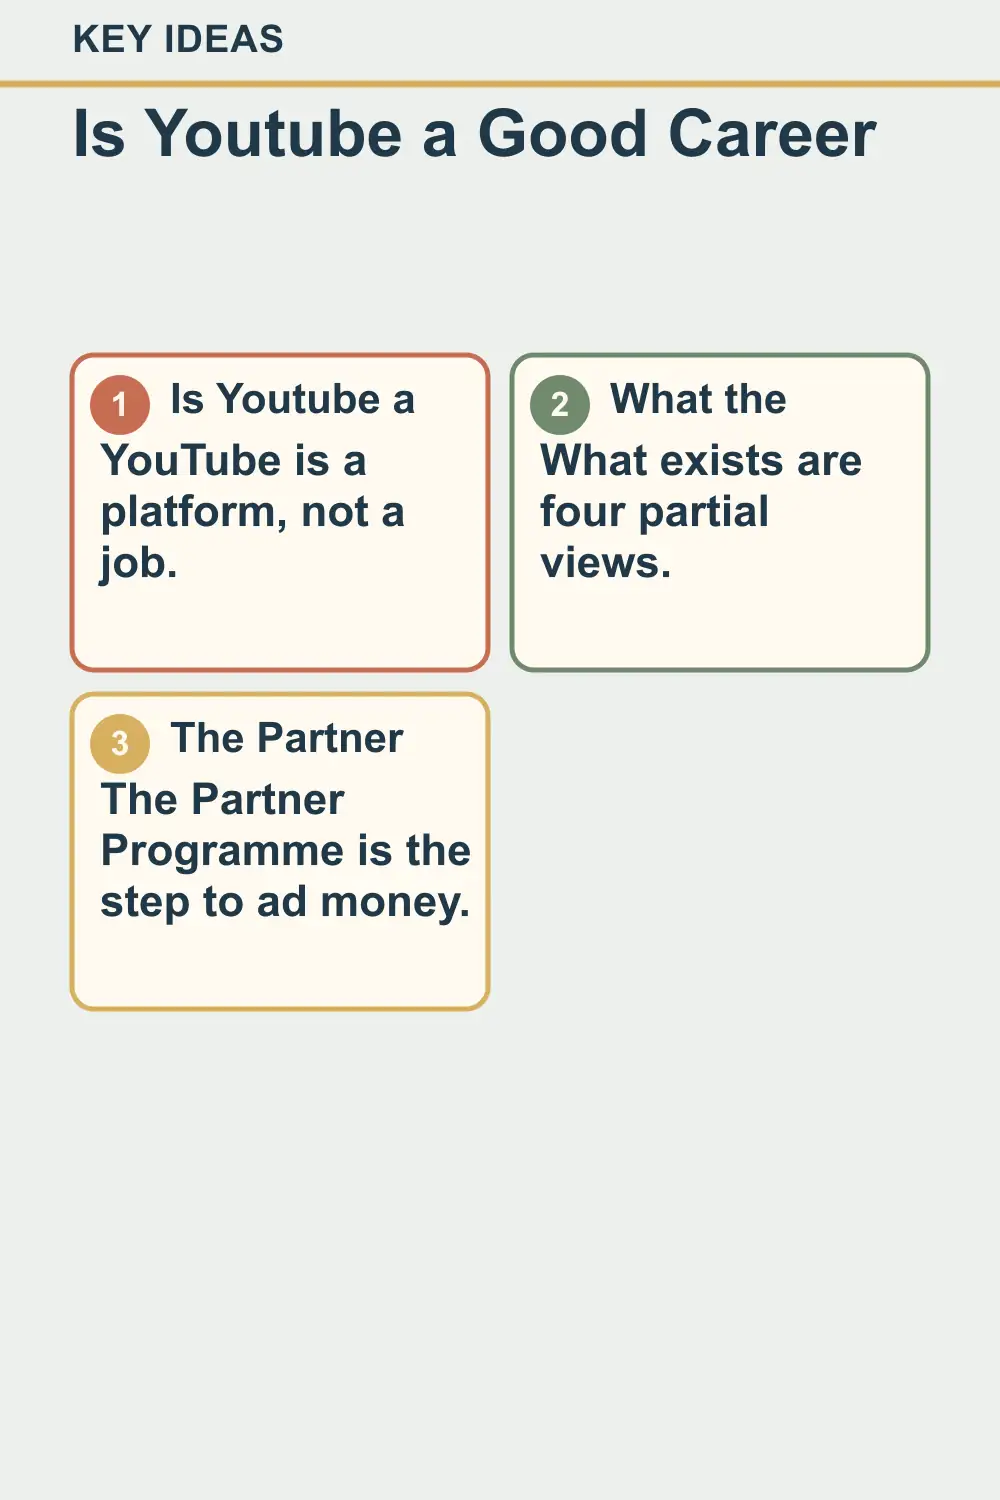 KEY IDEAS
Is Youtube a Good Career
1
Is Youtube a
YouTube is a
platform, not a
job.
2
What the
What exists are
four partial
views.
3
The Partner
The Partner
Programme is the
step to ad money.